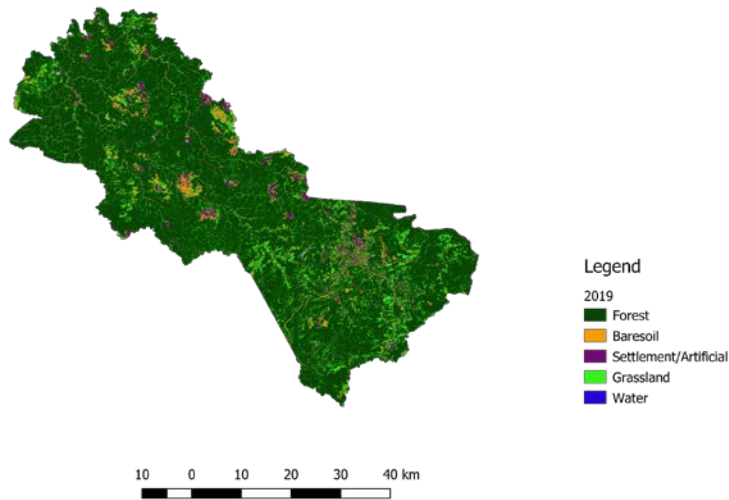 Legend
2019
Forest
Baresoil
Settlement/Artificial
Grassland
Water
10 0 10 20 30 40 km